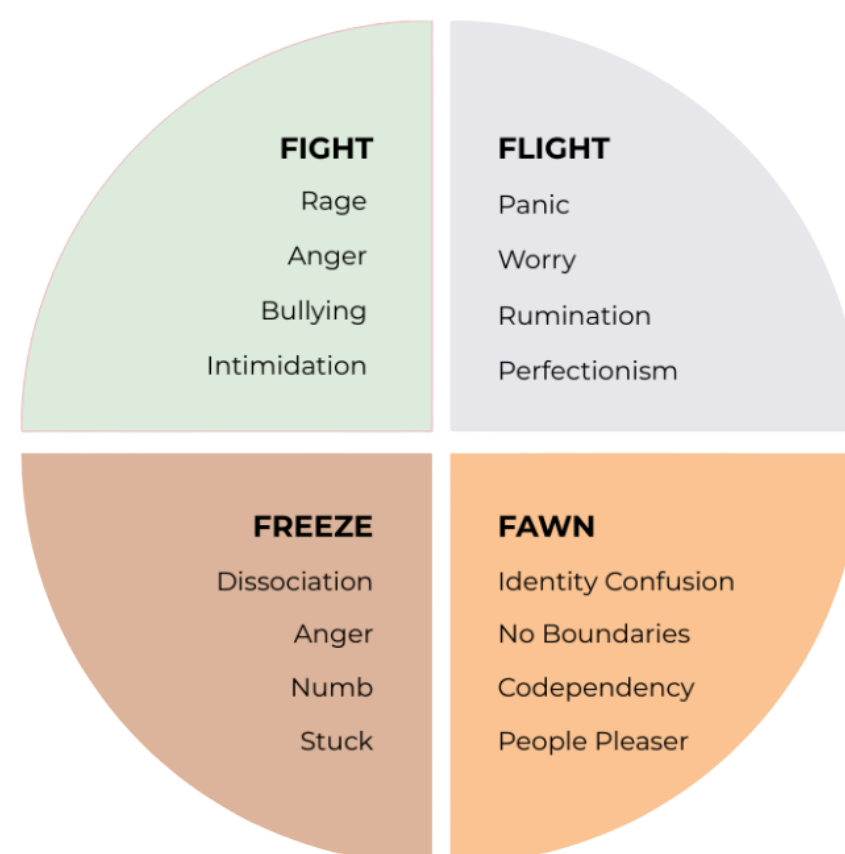 FIGHT
Rage
Anger
Bullying
Intimidation
FLIGHT
Panic
Worry
Rumination
Perfectionism
FREEZE
Dissociation
Anger
Numb
Stuck
FAWN
Identity Confusion
No Boundaries
Codependency
People Pleaser